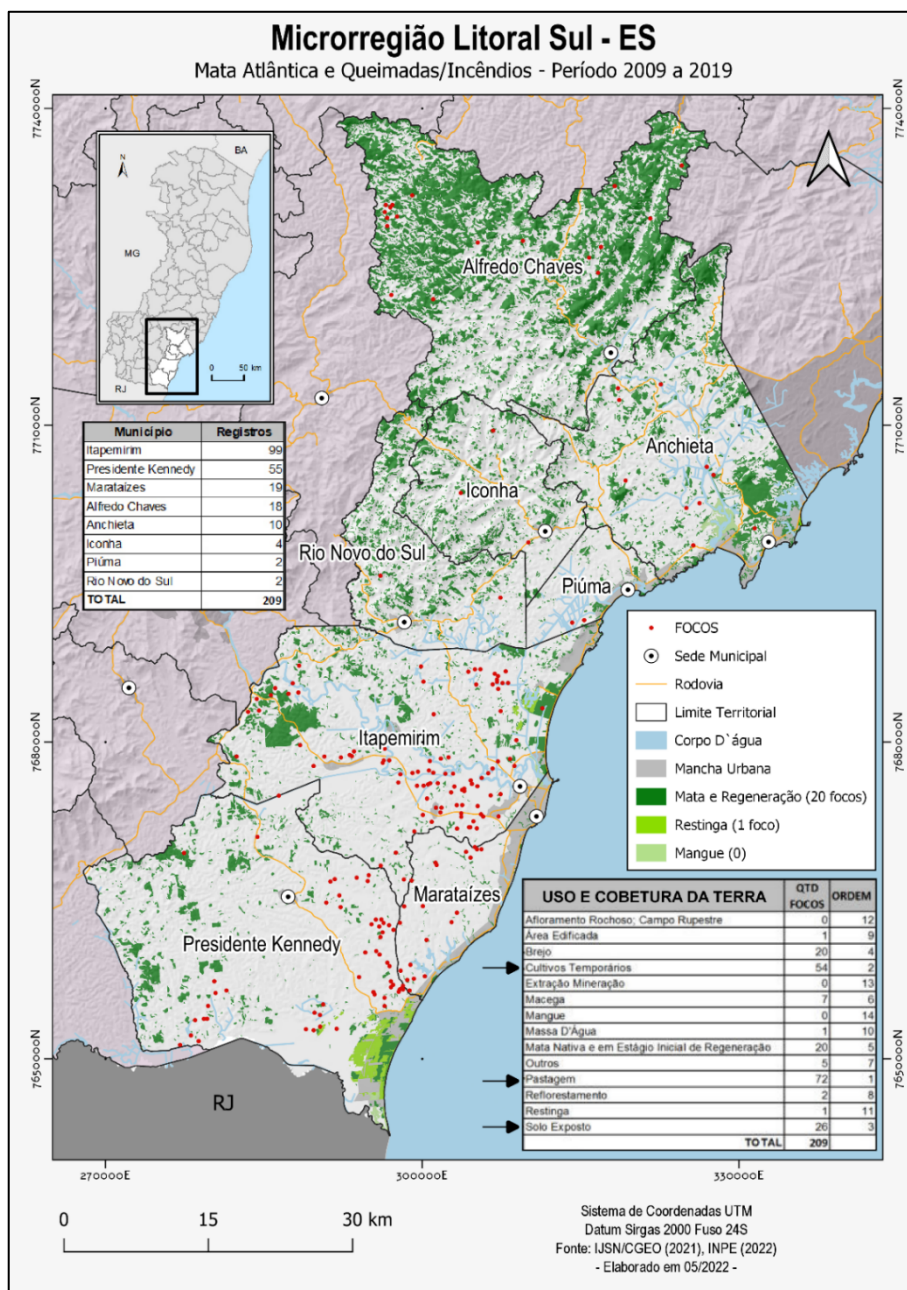 Microrregião Litoral Sul - ES
Mata Atlântica e Queimadas/Incêndios - Período 2009 a 2019
7740000N
7740000N
N
BA
MG
RJ
0 50 km
Alfredo Chaves
7710000N
7710000N
Município Registros
Itapemirim 99
Presidente Kennedy 55
Marataízes 19
Alfredo Chaves 18
Anchieta 10
Iconha 4
Piúma 2
Rio Novo do Sul 2
TOTAL 209
Anchieta
Iconha
Rio Novo do Sul
Piúma
FOCOS
Sede Municipal
Rodovia
Limite Territorial
Corpo D`água
Mancha Urbana
Mata e Regeneração (20 focos)
Restinga (1 foco)
Mangue (0)
Itapemirim
7680000N
7680000N
Marataízes
Presidente Kennedy
USO E COBETURA DA TERRA QTD FOCOS ORDEM
Afloramento Rochoso; Campo Rupestre 0 12
Área Edificada 1 9
Brejo 20 4
Cultivos Temporários 54 2
Extração Mineração 0 13
Macega 7 6
Mangue 0 14
Massa D'Água 1 10
Mata Nativa e em Estágio Inicial de Regeneração 20 5
Outros 5 7
Pastagem 72 1
Reflorestamento 2 8
Restinga 1 11
Solo Exposto 26 3
TOTAL 209
7650000N
7650000N
RJ
270000E
300000E
330000E
0 15 30 km
Sistema de Coordenadas UTM
Datum Sirgas 2000 Fuso 24S
Fonte: IJSN/CGEO (2021), INPE (2022)
- Elaborado em 05/2022 -